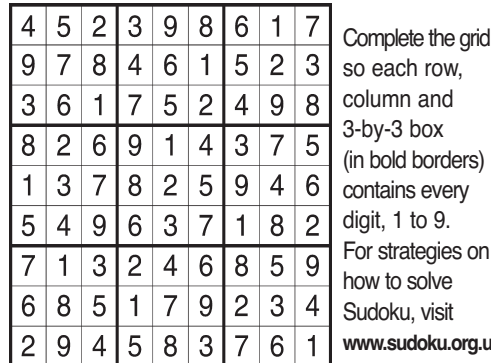 4 5 2 3 9 8 6 1 7
9 7 8 4 6 1 5 2 3
3 6 1 7 5 2 4 9 8
8 2 6 9 1 4 3 7 5
1 3 7 8 2 5 9 4 6
5 4 9 6 3 7 1 8 2
7 1 3 2 4 6 8 5 9
6 8 5 1 7 9 2 3 4
2 9 4 5 8 3 7 6 1
Complete the grid
so each row,
column and
3-by-3 box
(in bold borders)
contains every
digit, 1 to 9.
For strategies on
how to solve
Sudoku, visit
www.sudoku.org.u